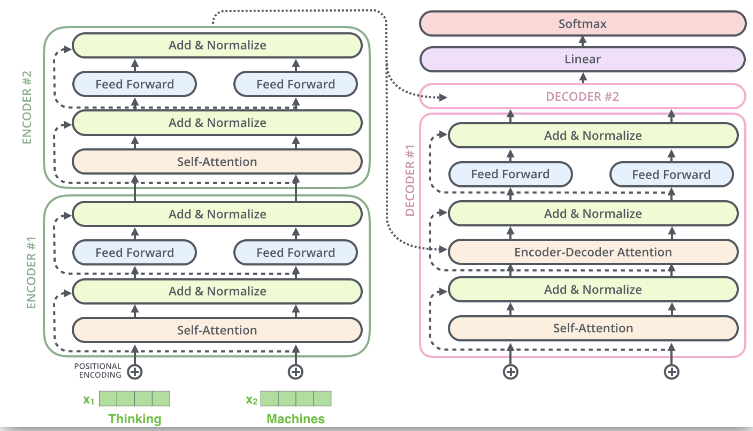 ENCODER #2
Add & Normalize
Feed Forward
Feed Forward
Add & Normalize
Self-Attention
ENCODER #1
Add & Normalize
Feed Forward
Feed Forward
Add & Normalize
Self-Attention
POSITIONAL
ENCODING
x₁
x₂
Thinking
Machines
Softmax
Linear
DECODER #2
DECODER #1
Add & Normalize
Feed Forward
Feed Forward
Add & Normalize
Encoder-Decoder Attention
Add & Normalize
Self-Attention